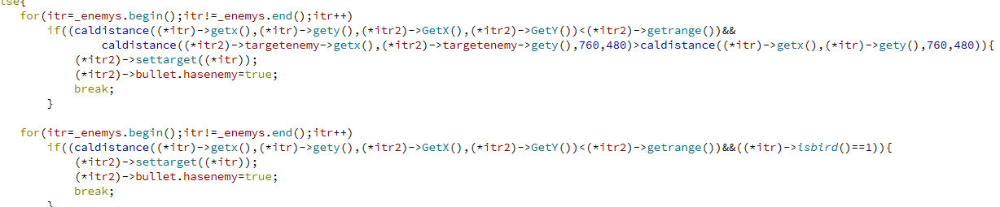 lse{
for(itr=_enemys.begin();itr!=_enemys.end();itr++)
if((caldistance((*itr)->getx(),(*itr)->gety(),(*itr2)->GetX(),(*itr2)->GetY())<(*itr2)->getrange())&&
caldistance((*itr2)->targetenemy->getx(),(*itr2)->targetenemy->gety(),760,480)>caldistance((*itr)->getx(),(*itr)->gety(),760,480)){
(*itr2)->settarget((*itr));
(*itr2)->bullet.hasenemy=true;
break;
}
for(itr=_enemys.begin();itr!=_enemys.end();itr++)
if((caldistance((*itr)->getx(),(*itr)->gety(),(*itr2)->GetX(),(*itr2)->GetY())<(*itr2)->getrange())&&((*itr)->isbird()==1)){
(*itr2)->settarget((*itr));
(*itr2)->bullet.hasenemy=true;
break;
}